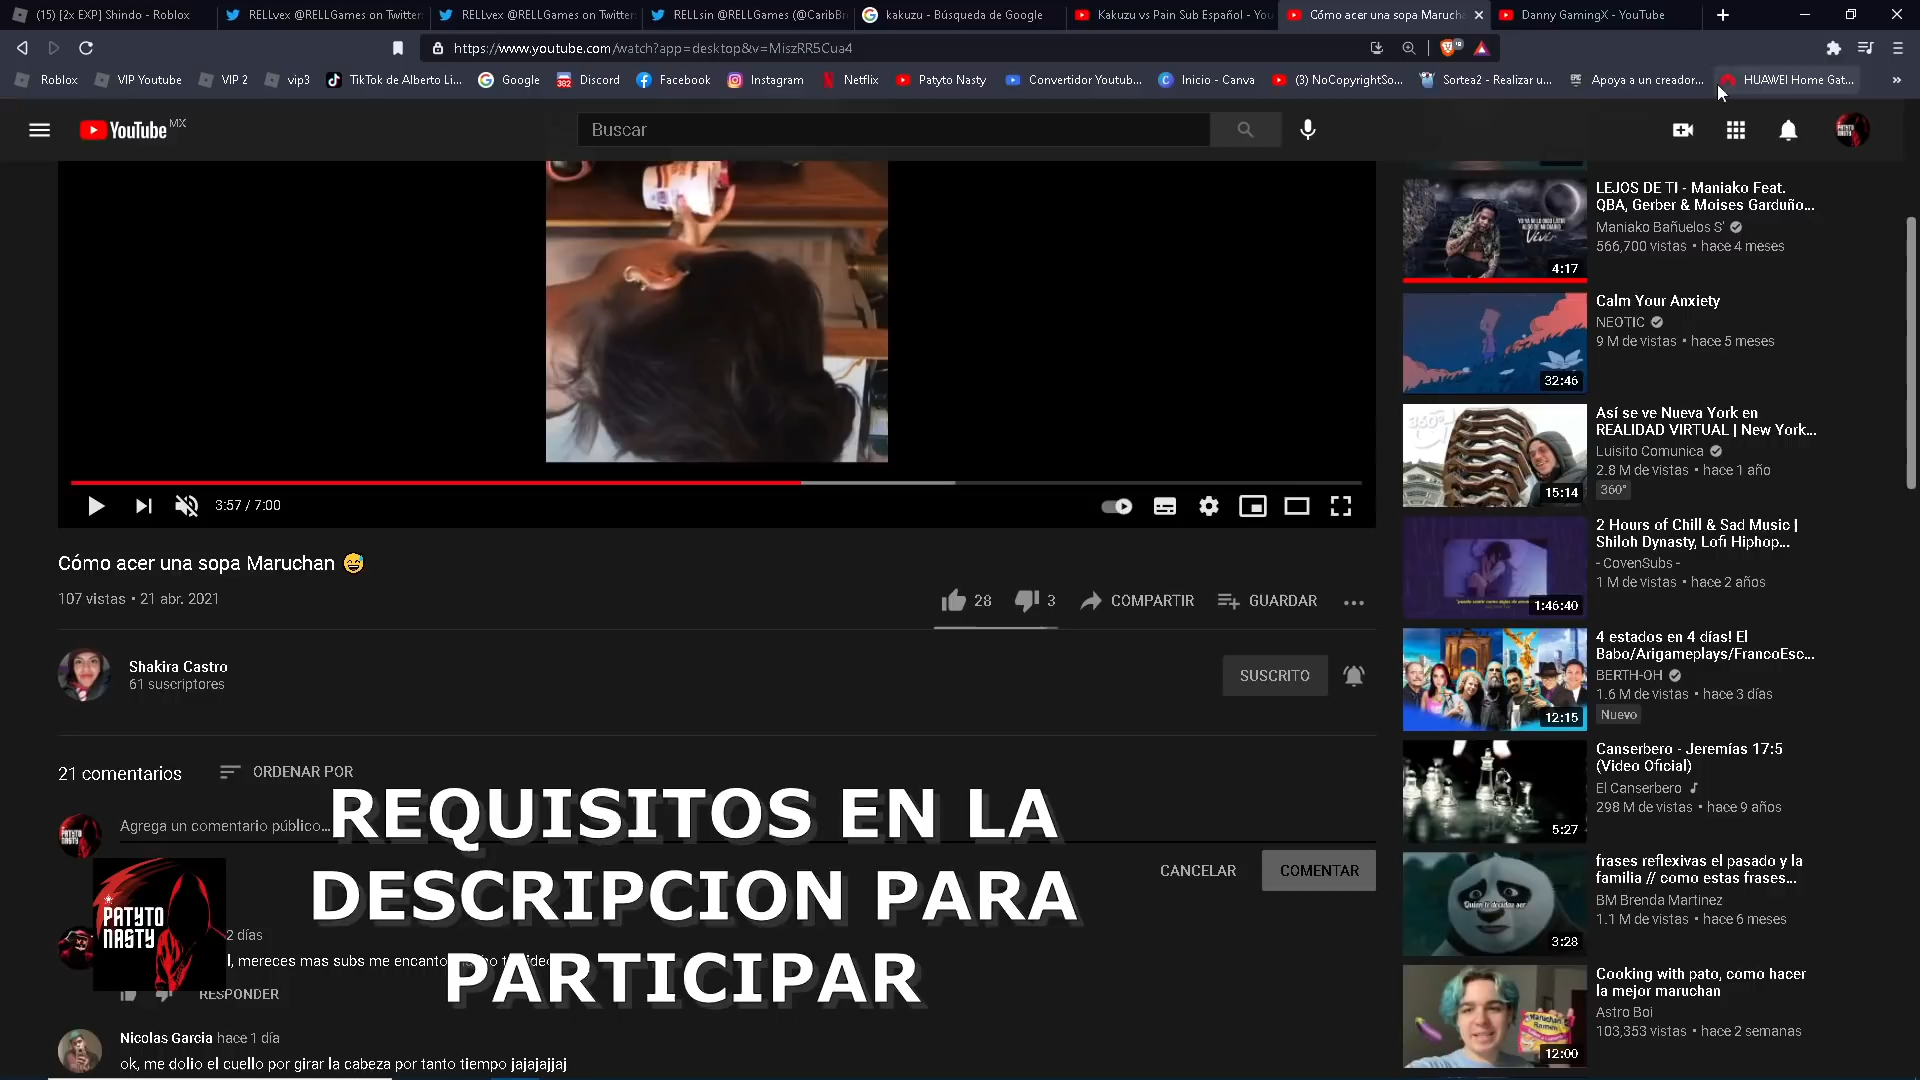 (15) [2x EXP] Shindo - Roblox
RELLvex @RELLGames on Twitter
RELLvex @RELLGames on Twitter
RELLsin @RELLGames (@CaribBr
kakuzu - Búsqueda de Google
Kakuzu vs Pain Sub Español - You
Cómo acer una sopa Marucha
Danny GamingX - YouTube
https://www.youtube.com/watch?app=desktop&v=MiszRR5Cua4
Roblox
VIP Youtube
VIP 2
vip3
TikTok de Alberto Li...
Google
Discord
Facebook
Instagram
Netflix
Patyto Nasty
Convertidor Youtub...
Inicio - Canva
(3) NoCopyrightSo...
Sortea2 - Realizar u...
Apoya a un creador...
HUAWEI Home Gat...
YouTube MX
Buscar
3:57 / 7:00
Cómo acer una sopa Maruchan 😅
107 vistas • 21 abr. 2021
28
3
COMPARTIR
GUARDAR
Shakira Castro
61 suscriptores
SUSCRITO
21 comentarios
ORDENAR POR
Agrega un comentario público...
CANCELAR
COMENTAR
REQUISITOS EN LA
DESCRIPCION PARA
PARTICIPAR
PATYTO
NASTY
2 días
l, mereces mas subs me encanto
RESPONDER
Nicolas Garcia hace 1 día
ok, me dolio el cuello por girar la cabeza por tanto tiempo jajajajjaj
LEJOS DE TI - Maniako Feat.
QBA, Gerber & Moises Garduño...
Maniako Bañuelos S'
566,700 vistas • hace 4 meses
4:17
Calm Your Anxiety
NEOTIC
9 M de vistas • hace 5 meses
32:46
Así se ve Nueva York en
REALIDAD VIRTUAL | New York...
Luisito Comunica
2.8 M de vistas • hace 1 año
360°
360°
15:14
2 Hours of Chill & Sad Music |
Shiloh Dynasty, Lofi Hiphop...
- CovenSubs -
1 M de vistas • hace 2 años
1:46:40
4 estados en 4 días! El
Babo/Arigameplays/FrancoEsc...
BERTH-OH
1.6 M de vistas • hace 3 días
Nuevo
12:15
Canserbero - Jeremías 17:5
(Video Oficial)
El Canserbero
298 M de vistas • hace 9 años
5:27
frases reflexivas el pasado y la
familia // como estas frases...
BM Brenda Martinez
1.1 M de vistas • hace 6 meses
3:28
Cooking with pato, como hacer
la mejor maruchan
Astro Boi
103,353 vistas • hace 2 semanas
12:00